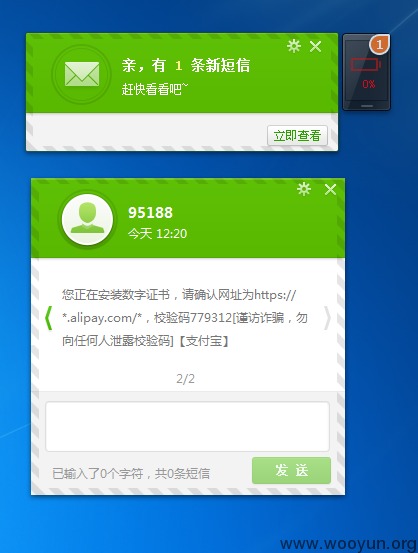 亲，有 1 条新短信
1
赶快看看吧~
0%
立即查看
95188
今天 12:20
您正在安装数字证书，请确认网址为https://
*.alipay.com/*，校验码779312[谨访诈骗，勿
向任何人泄露校验码]【支付宝】
2/2
已输入了0个字符，共0条短信
发 送
www.wooyun.org